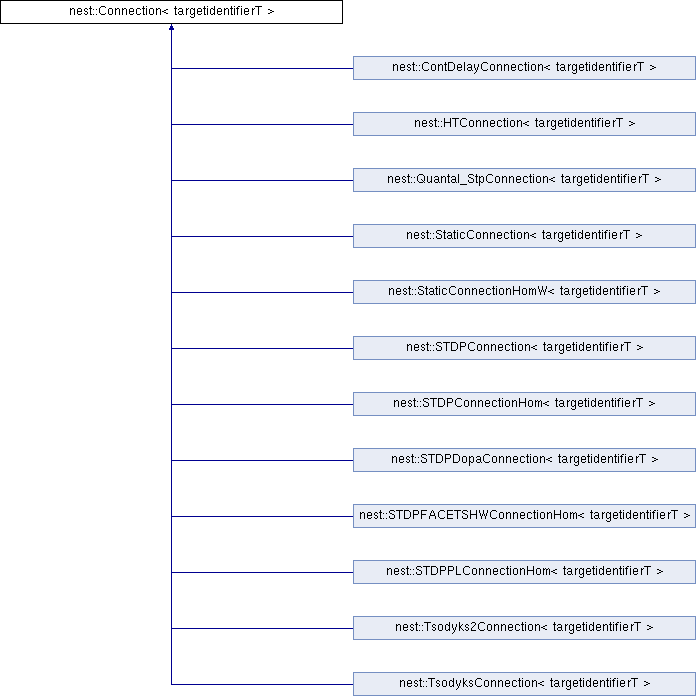 nest::Connection< targetidentifierT >
nest::ContDelayConnection< targetidentifierT >
nest::HTConnection< targetidentifierT >
nest::Quantal_StpConnection< targetidentifierT >
nest::StaticConnection< targetidentifierT >
nest::StaticConnectionHomW< targetidentifierT >
nest::STDPConnection< targetidentifierT >
nest::STDPConnectionHom< targetidentifierT >
nest::STDPDopaConnection< targetidentifierT >
nest::STDPFACETSHWConnectionHom< targetidentifierT >
nest::STDPPLConnectionHom< targetidentifierT >
nest::Tsodyks2Connection< targetidentifierT >
nest::TsodyksConnection< targetidentifierT >